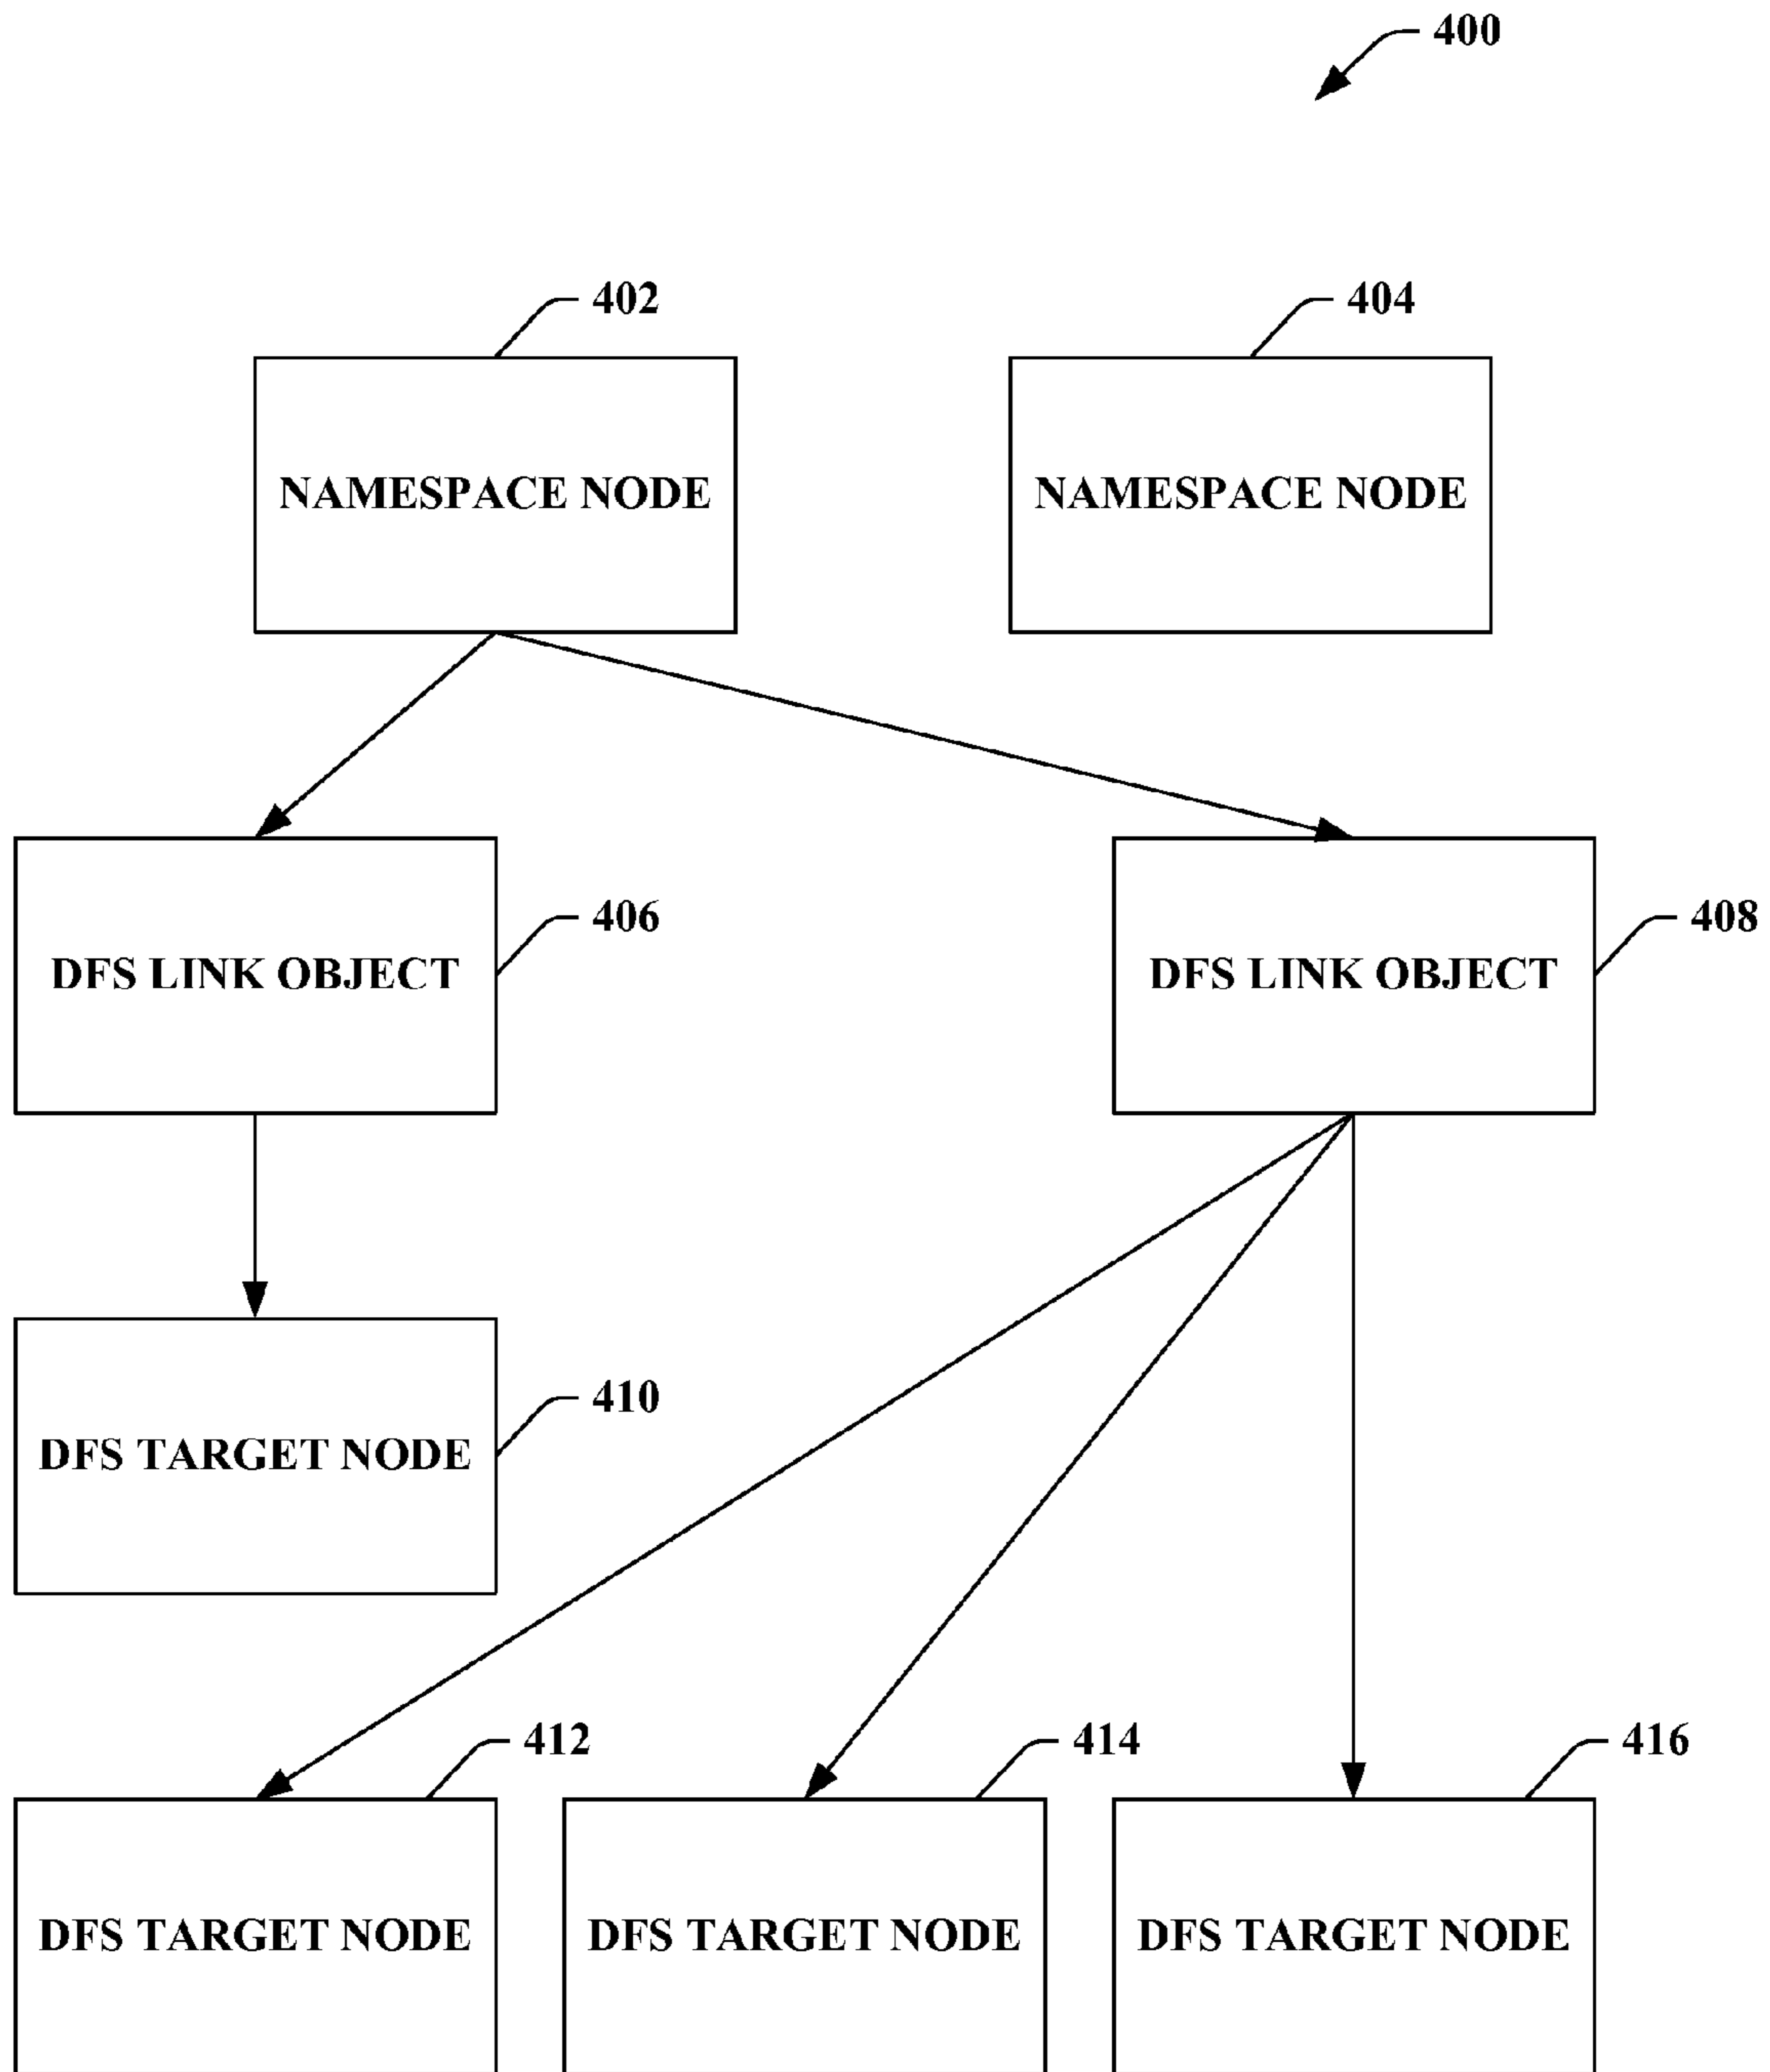 400
402
404
NAMESPACE NODE
NAMESPACE NODE
406
408
DFS LINK OBJECT
DFS LINK OBJECT
410
DFS TARGET NODE
412
414
416
DFS TARGET NODE
DFS TARGET NODE
DFS TARGET NODE